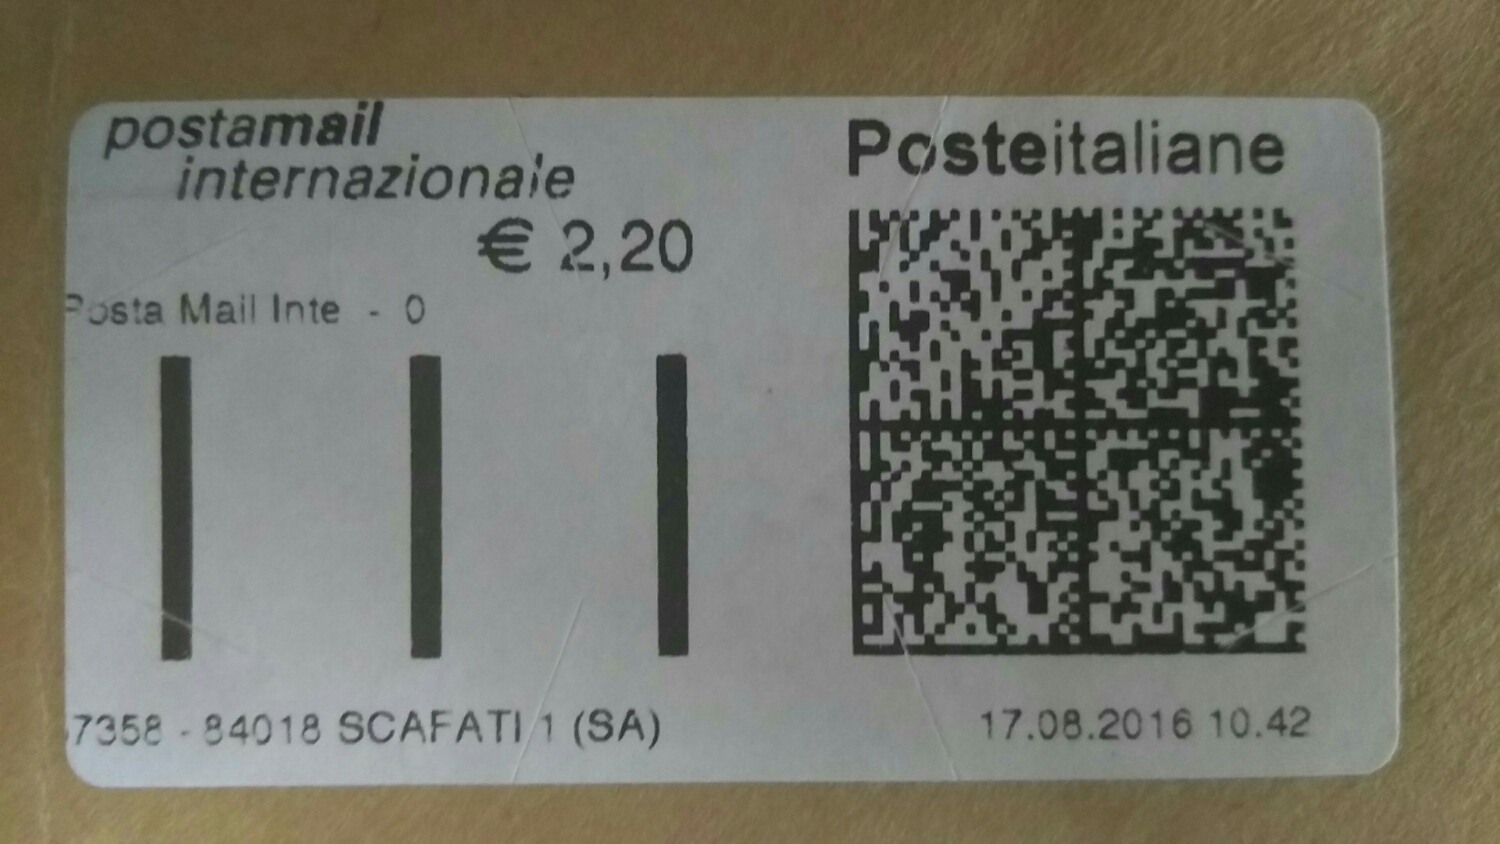 postamail
internazionale
€ 2,20
Posta Mail Inte - 0
7358 - 84018 SCAFATI 1 (SA)
Posteitaliane
17.08.2016 10.42